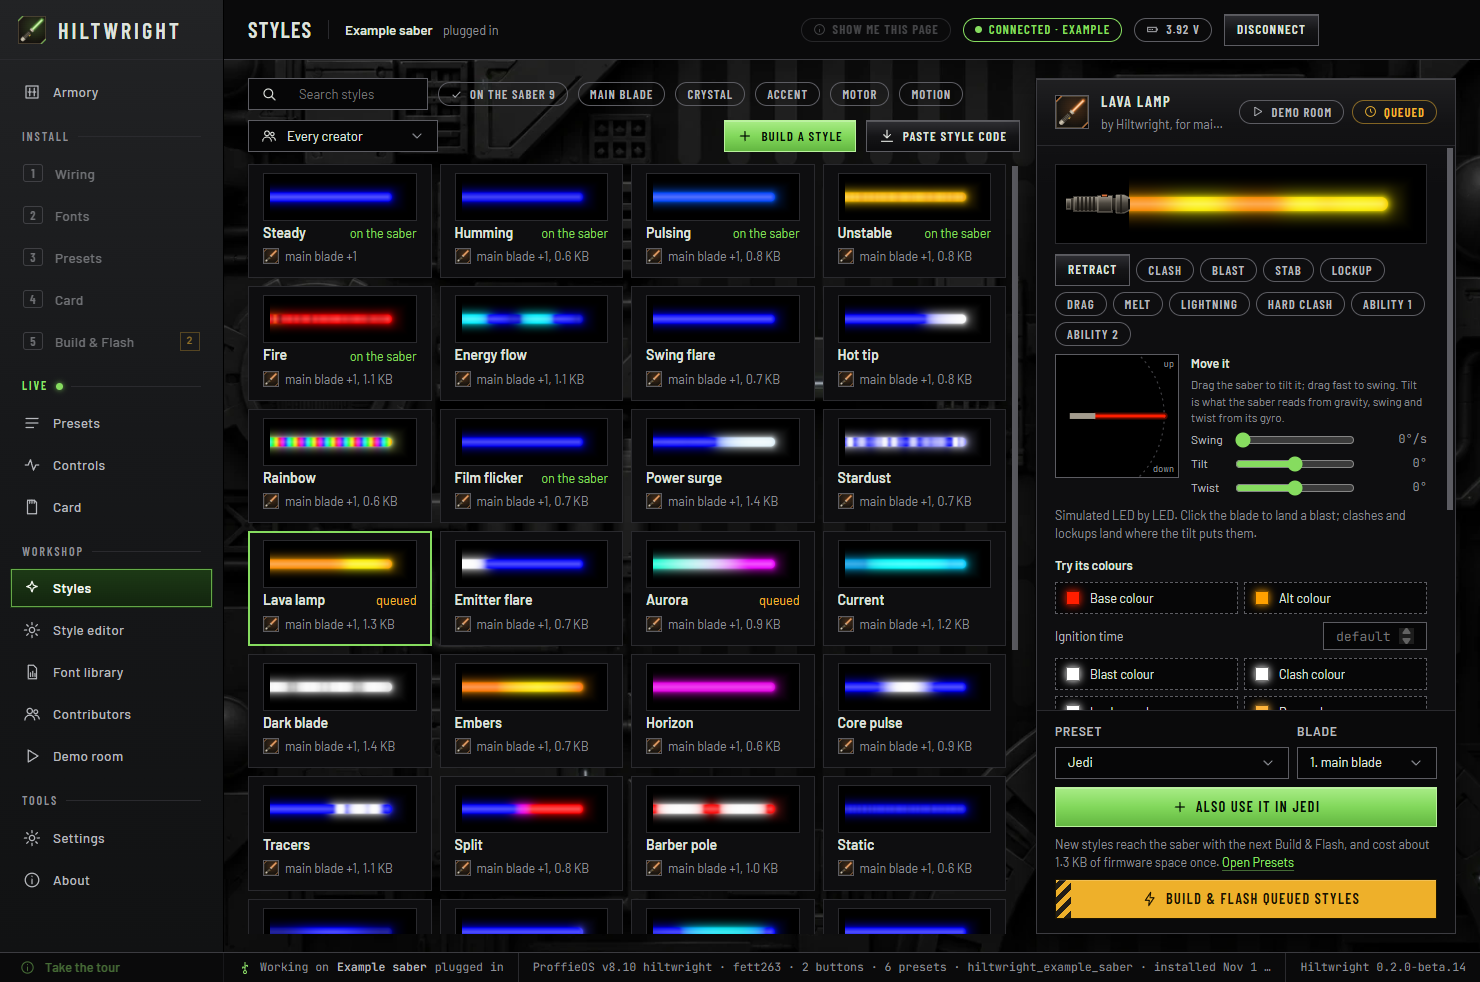 HILTWRIGHT
STYLES
Example saber plugged in
SHOW ME THIS PAGE
CONNECTED · EXAMPLE
3.92 V
DISCONNECT
Armory
INSTALL
1 Wiring
2 Fonts
3 Presets
4 Card
5 Build & Flash 2
LIVE
Presets
Controls
Card
WORKSHOP
Styles
Style editor
Font library
Contributors
Demo room
TOOLS
Settings
About
Take the tour
Search styles
ON THE SABER 9
MAIN BLADE
CRYSTAL
ACCENT
MOTOR
MOTION
Every creator
BUILD A STYLE
PASTE STYLE CODE
Steady on the saber
main blade +1
Humming on the saber
main blade +1, 0.6 KB
Pulsing on the saber
main blade +1, 0.8 KB
Unstable on the saber
main blade +1, 0.8 KB
Fire on the saber
main blade +1, 1.1 KB
Energy flow
main blade +1, 1.1 KB
Swing flare
main blade +1, 0.7 KB
Hot tip
main blade +1, 0.8 KB
Rainbow
main blade +1, 0.6 KB
Film flicker on the saber
main blade +1, 0.7 KB
Power surge
main blade +1, 1.4 KB
Stardust
main blade +1, 0.7 KB
Lava lamp queued
main blade +1, 1.3 KB
Emitter flare
main blade +1, 0.7 KB
Aurora queued
main blade +1, 0.9 KB
Current
main blade +1, 1.2 KB
Dark blade
main blade +1, 1.4 KB
Embers
main blade +1, 0.7 KB
Horizon
main blade +1, 0.6 KB
Core pulse
main blade +1, 0.9 KB
Tracers
main blade +1, 1.1 KB
Split
main blade +1, 0.8 KB
Barber pole
main blade +1, 1.0 KB
Static
main blade +1, 0.6 KB
LAVA LAMP
by Hiltwright, for mai...
DEMO ROOM
QUEUED
RETRACT
CLASH
BLAST
STAB
LOCKUP
DRAG
MELT
LIGHTNING
HARD CLASH
ABILITY 1
ABILITY 2
up
down
Move it
Drag the saber to tilt it; drag fast to swing. Tilt
is what the saber reads from gravity, swing and
twist from its gyro.
Swing 0°/s
Tilt 0°
Twist 0°
Simulated LED by LED. Click the blade to land a blast; clashes and
lockups land where the tilt puts them.
Try its colours
Base colour
Alt colour
Ignition time default
Blast colour
Clash colour
PRESET
BLADE
Jedi
1. main blade
ALSO USE IT IN JEDI
New styles reach the saber with the next Build & Flash, and cost about
1.3 KB of firmware space once. Open Presets
BUILD & FLASH QUEUED STYLES
Working on Example saber plugged in
ProffieOS v8.10 hiltwright · fett263 · 2 buttons · 6 presets · hiltwright_example_saber · installed Nov 1 …
Hiltwright 0.2.0-beta.14